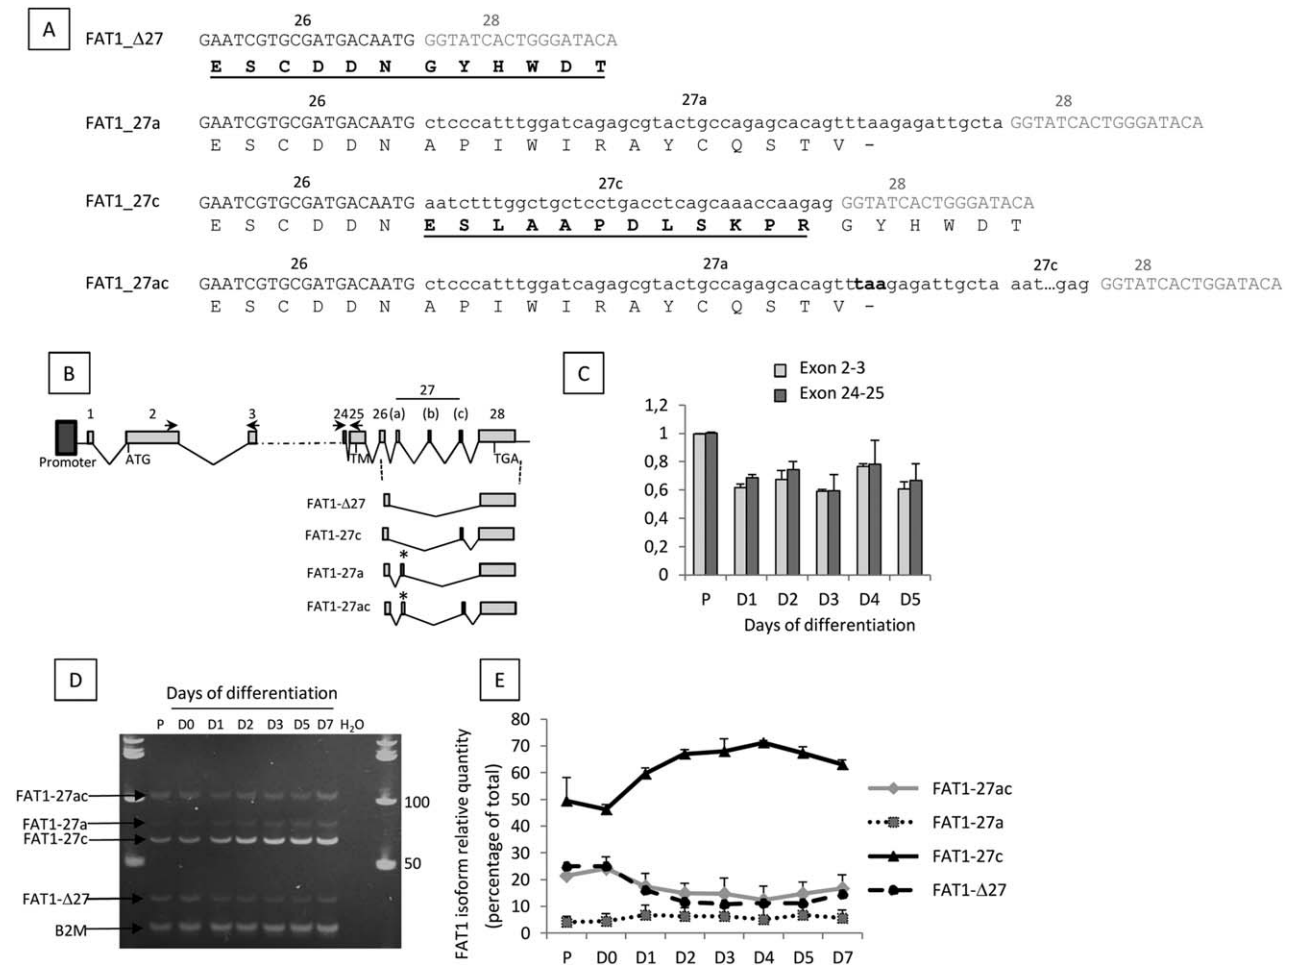 A
26 28
FAT1_Δ27 GAATCGTGCGATGACAATG GGTATCACTGGGATACA
E S C D D N G Y H W D T
26 27a 28
FAT1_27a GAATCGTGCGATGACAATG ctcccatttggatcagagcgtactgccagagcacagtttaagagattgcta GGTATCACTGGGATACA
E S C D D N A P I W I R A Y C Q S T V -
26 27c 28
FAT1_27c GAATCGTGCGATGACAATG aatctttggctgctcctgacctcagcaaaccaagag GGTATCACTGGGATACA
E S C D D N E S L A A P D L S K P R G Y H W D T
26 27a 27c 28
FAT1_27ac GAATCGTGCGATGACAATG ctcccatttggatcagagcgtactgccagagcacagtttaagagattgcta aat…gag GGTATCACTGGATACA
E S C D D N A P I W I R A Y C Q S T V -
B
27
1 2 3 24 25 26 (a) (b) (c) 28
Promoter ATG TM TGA
FAT1-Δ27
FAT1-27c
*
FAT1-27a
*
FAT1-27ac
C
Exon 2-3
Exon 24-25
1,2
1
0,8
0,6
0,4
0,2
0
P D1 D2 D3 D4 D5
Days of differentiation
D
Days of differentiation
P D0 D1 D2 D3 D5 D7 H2O
FAT1-27ac
100
FAT1-27a
FAT1-27c
50
FAT1-Δ27
B2M
E
FAT1 isoform relative quantity
(percentage of total)
80
70
60
50
40
30
20
10
0
P D0 D1 D2 D3 D4 D5 D7
FAT1-27ac
FAT1-27a
FAT1-27c
FAT1-Δ27